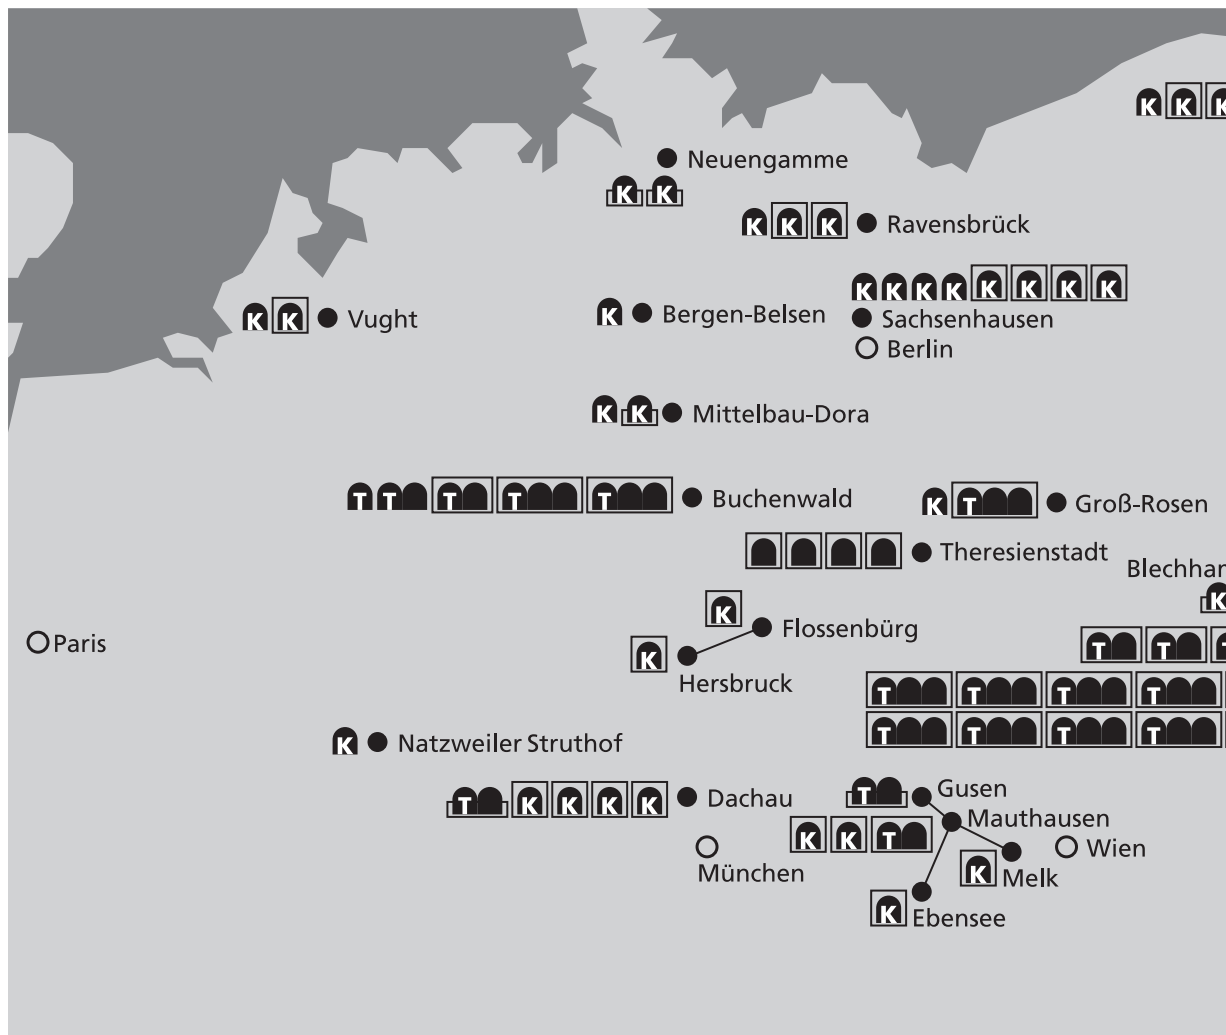 K K K
Neuengamme
K K
K K K Ravensbrück
K K K K K K K K
K K Vught
K Bergen-Belsen
Sachsenhausen
Berlin
K K Mittelbau-Dora
T T T T T Buchenwald
K T Groß-Rosen
Theresienstadt
Blechham
K
K Flossenbürg
Paris
T T T
K
Hersbruck
T T T T
T T T T
K Natzweiler Struthof
T K K K K Dachau
T Gusen
Mauthausen
K K T
Wien
München
K Melk
K Ebensee